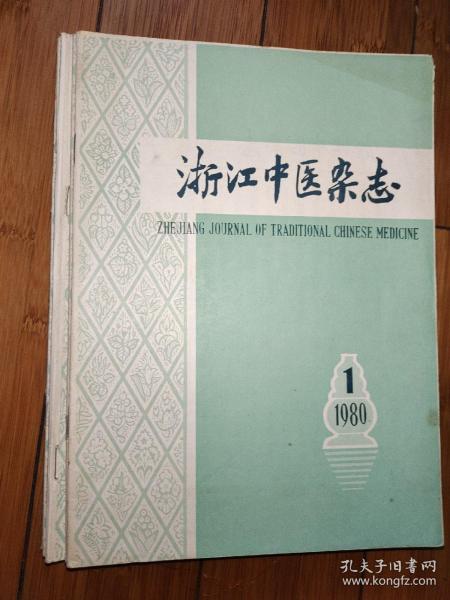 浙江中医杂志
ZHEJIANG JOURNAL OF TRADITIONAL CHINESE MEDICINE
1
1980
孔夫子旧书网
www.kongfz.com